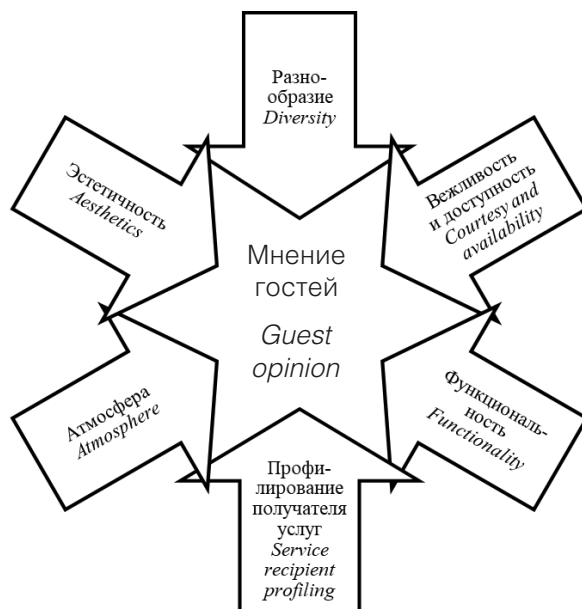 Разно-
образие
Diversity
Эстетичность
Aesthetics
Вежливость
и доступность
Courtesy and
availability
Мнение
гостей
Guest
opinion
Атмосфера
Atmosphere
Функциональ-
ность
Functionality
Профи-
лирование
получателя
услуг
Service
recipient
profiling